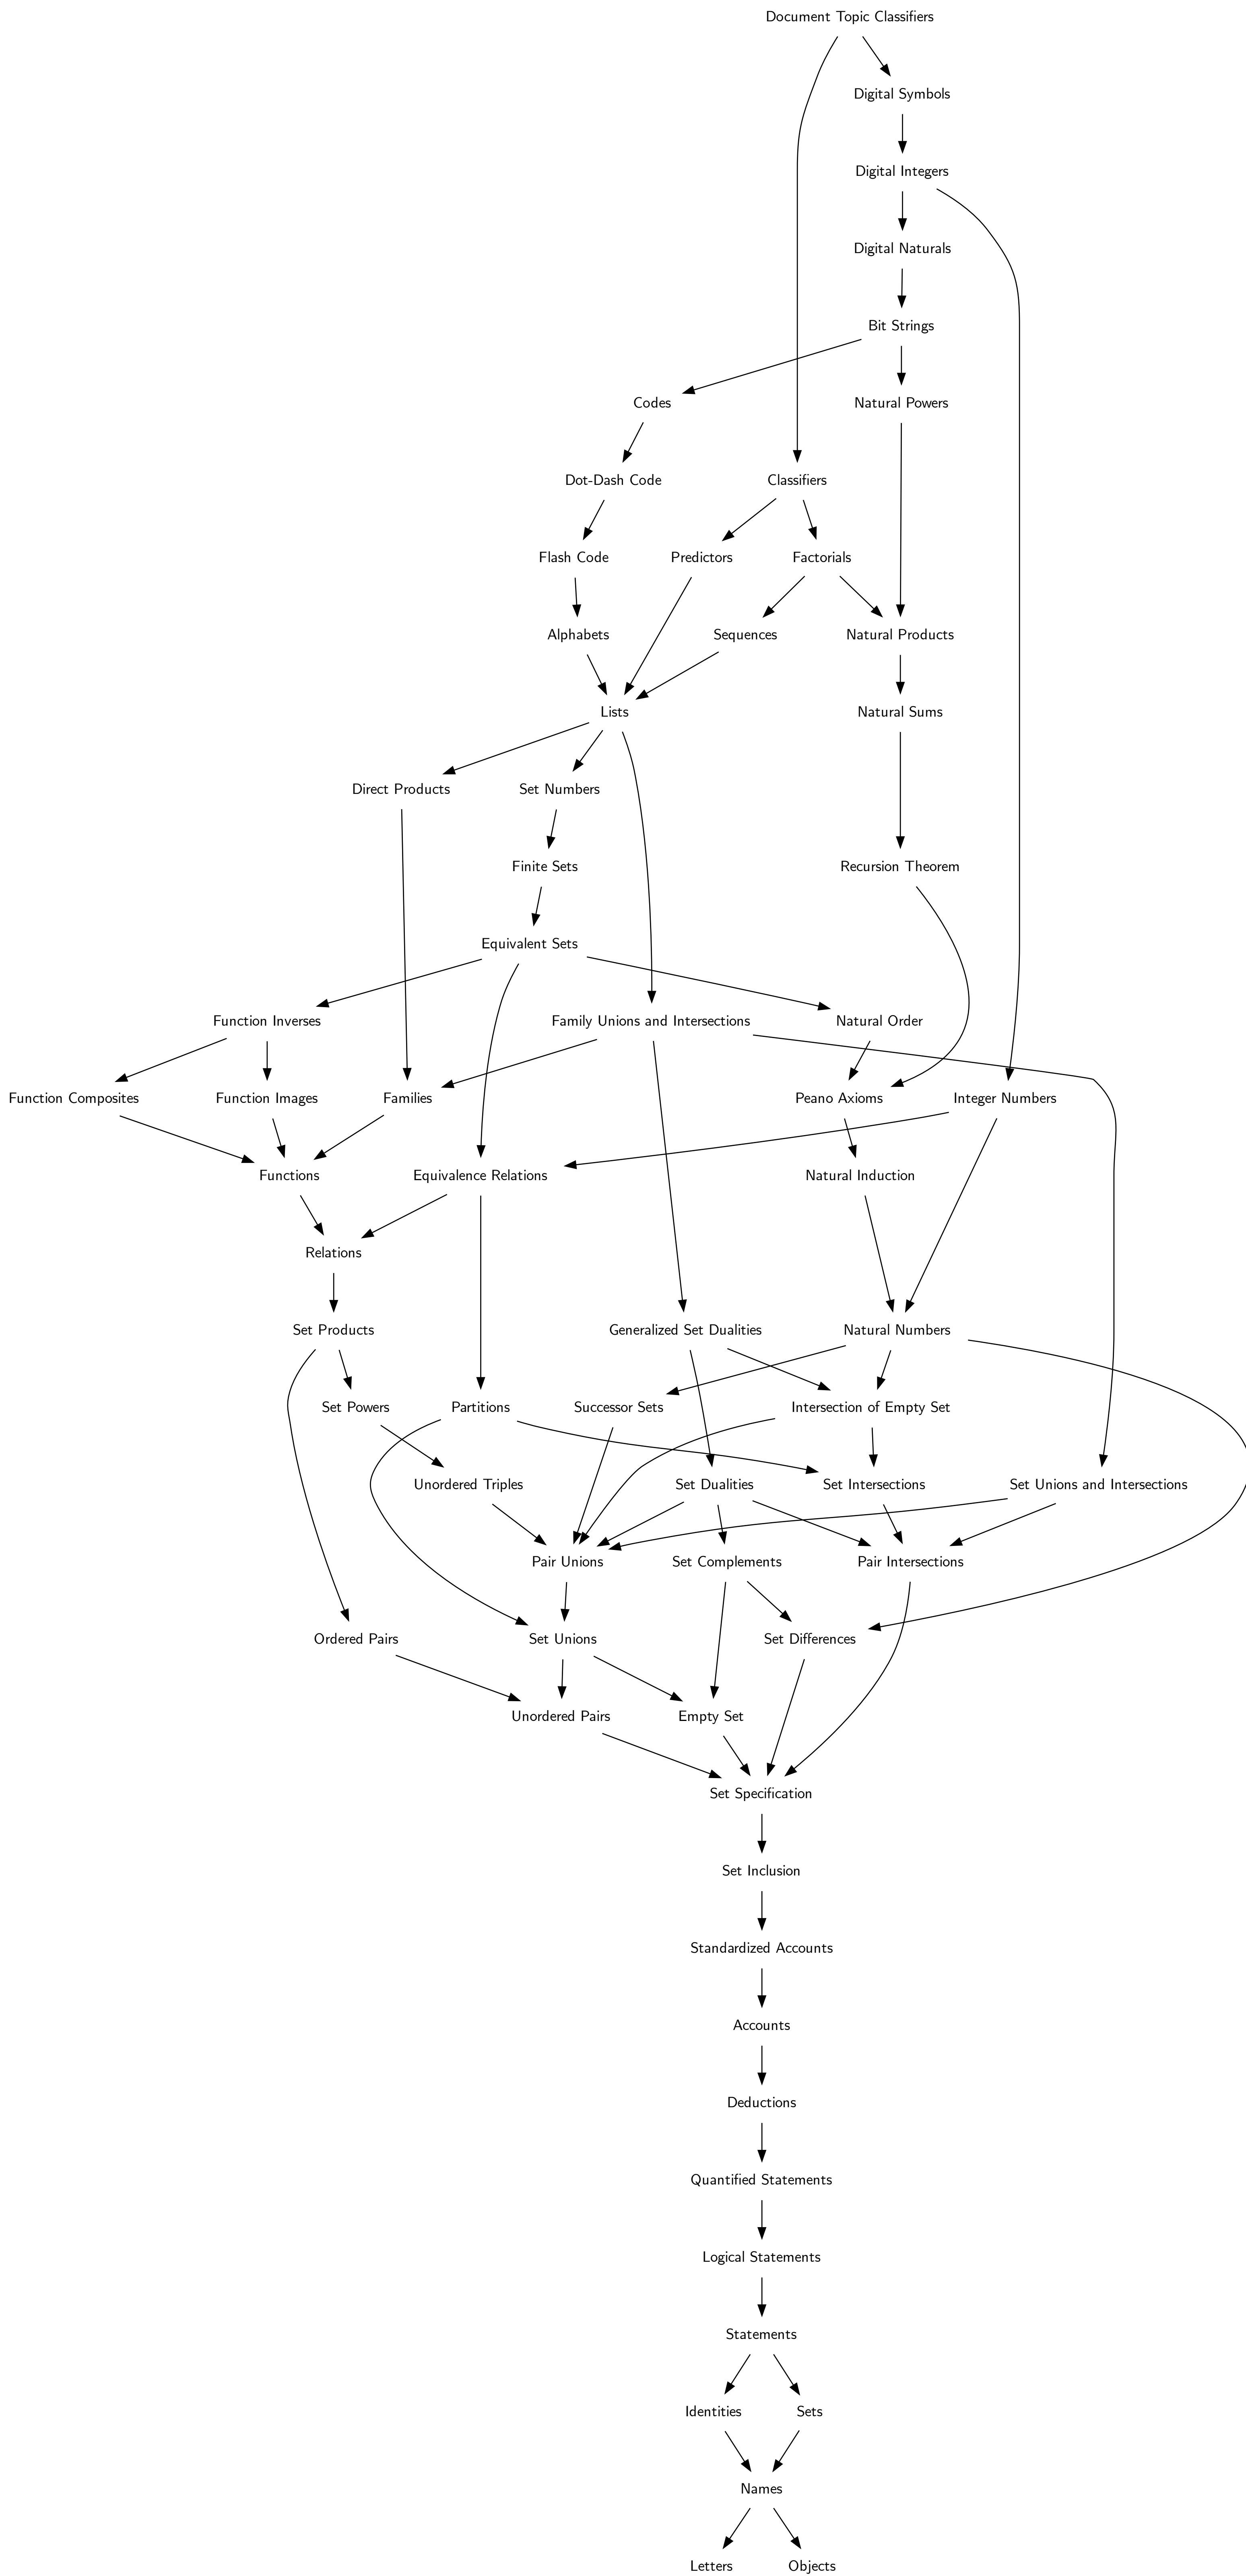 Document Topic Classifiers
Digital Symbols
Digital Integers
Digital Naturals
Bit Strings
Codes
Natural Powers
Dot-Dash Code
Classifiers
Flash Code
Predictors
Factorials
Alphabets
Sequences
Natural Products
Lists
Natural Sums
Direct Products
Set Numbers
Finite Sets
Recursion Theorem
Equivalent Sets
Function Inverses
Family Unions and Intersections
Natural Order
Function Composites
Function Images
Families
Peano Axioms
Integer Numbers
Functions
Equivalence Relations
Natural Induction
Relations
Set Products
Generalized Set Dualities
Natural Numbers
Set Powers
Partitions
Successor Sets
Intersection of Empty Set
Unordered Triples
Set Dualities
Set Intersections
Set Unions and Intersections
Pair Unions
Set Complements
Pair Intersections
Ordered Pairs
Set Unions
Set Differences
Unordered Pairs
Empty Set
Set Specification
Set Inclusion
Standardized Accounts
Accounts
Deductions
Quantified Statements
Logical Statements
Statements
Identities
Sets
Names
Letters
Objects